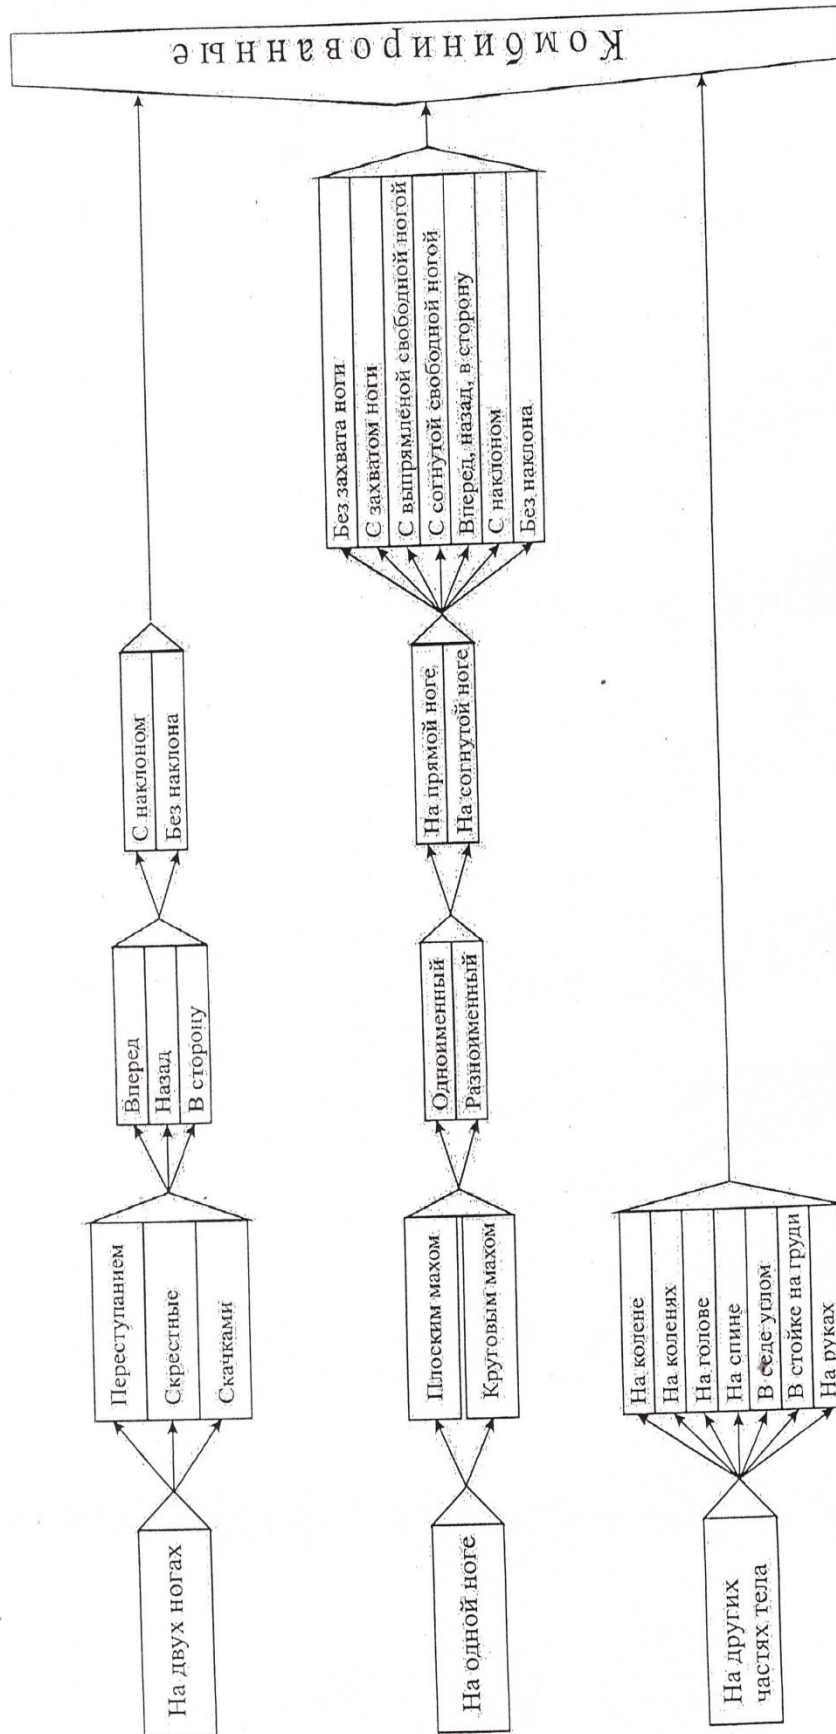 На двух ногах
Переступанием
Скрестные
Скачками
Вперед
Назад
В сторону
С наклоном
Без наклона
На одной ноге
Плоским махом
Круговым махом
Одноименный
Разноименный
На прямой ноге
На согнутой ноге
Без захвата ноги
С захватом ноги
С выпрямленой свободной ногой
С согнутой свободной ногой
Вперед, назад, в сторону
С наклоном
Без наклона
На других
частях тела
На колене
На коленях
На голове
На спине
В седе углом
В стойке на груди
На руках
Комбинированные